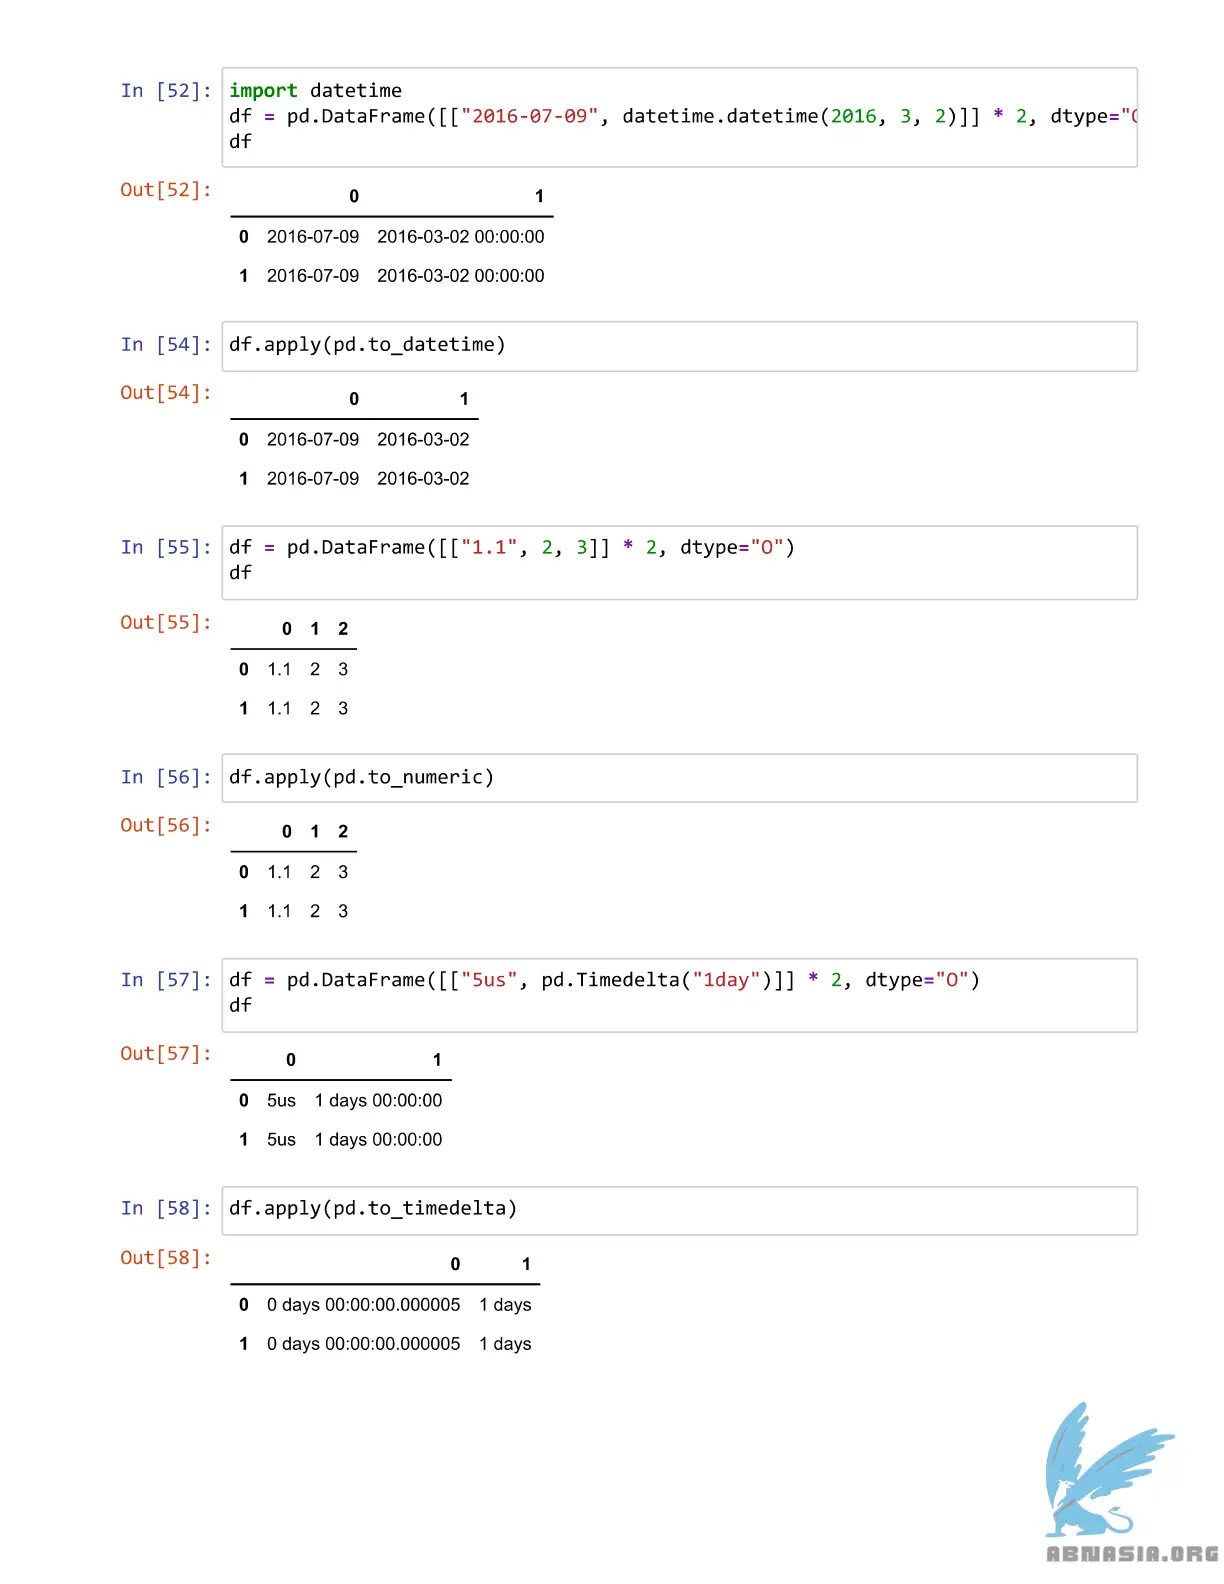 In [52]: import datetime
df = pd.DataFrame([["2016-07-09", datetime.datetime(2016, 3, 2)]] * 2, dtype="O
df
Out[52]:
0 1
0 2016-07-09 2016-03-02 00:00:00
1 2016-07-09 2016-03-02 00:00:00
In [54]: df.apply(pd.to_datetime)
Out[54]:
0 1
0 2016-07-09 2016-03-02
1 2016-07-09 2016-03-02
In [55]: df = pd.DataFrame([["1.1", 2, 3]] * 2, dtype="O")
df
Out[55]:
0 1 2
0 1.1 2 3
1 1.1 2 3
In [56]: df.apply(pd.to_numeric)
Out[56]:
0 1 2
0 1.1 2 3
1 1.1 2 3
In [57]: df = pd.DataFrame([["5us", pd.Timedelta("1day")]] * 2, dtype="O")
df
Out[57]:
0 1
0 5us 1 days 00:00:00
1 5us 1 days 00:00:00
In [58]: df.apply(pd.to_timedelta)
Out[58]:
0 1
0 0 days 00:00:00.000005 1 days
1 0 days 00:00:00.000005 1 days
ABNASIA.ORG